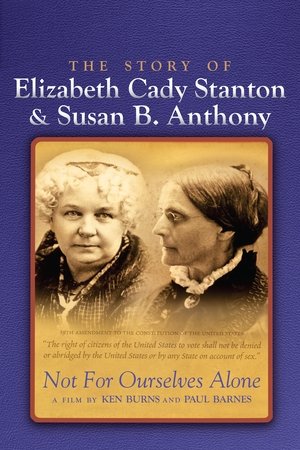 THE STORY OF
Elizabeth Cady Stanton
& Susan B. Anthony
19TH AMENDMENT TO THE CONSTITUTION OF THE UNITED STATES
"The right of citizens of the United States to vote shall not be denied
or abridged by the United States or by any State on account of sex."
Not For Ourselves Alone
A FILM BY KEN BURNS AND PAUL BARNES